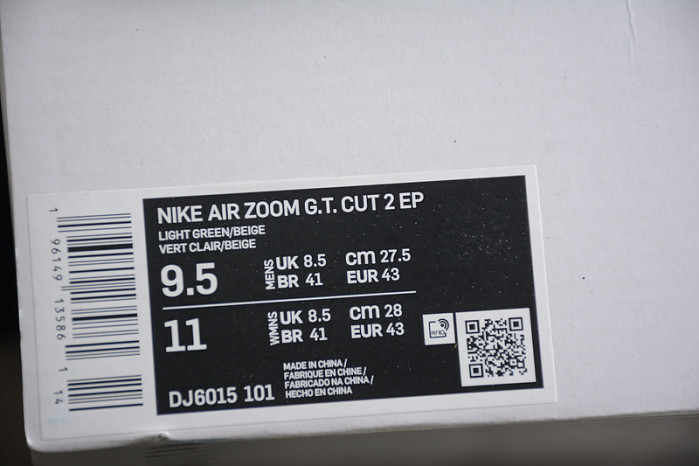 NIKE AIR ZOOM G.T. CUT 2 EP
LIGHT GREEN/BEIGE
VERT CLAIR/BEIGE
9.5 MENS UK 8.5 cm 27.5
BR 41 EUR 43
11 WMNS UK 8.5 cm 28
BR 41 EUR 43
RFID
MADE IN CHINA /
FABRIQUE EN CHINE /
FABRICADO NA CHINA /
HECHO EN CHINA
DJ6015 101
1 96149 13586 1 14